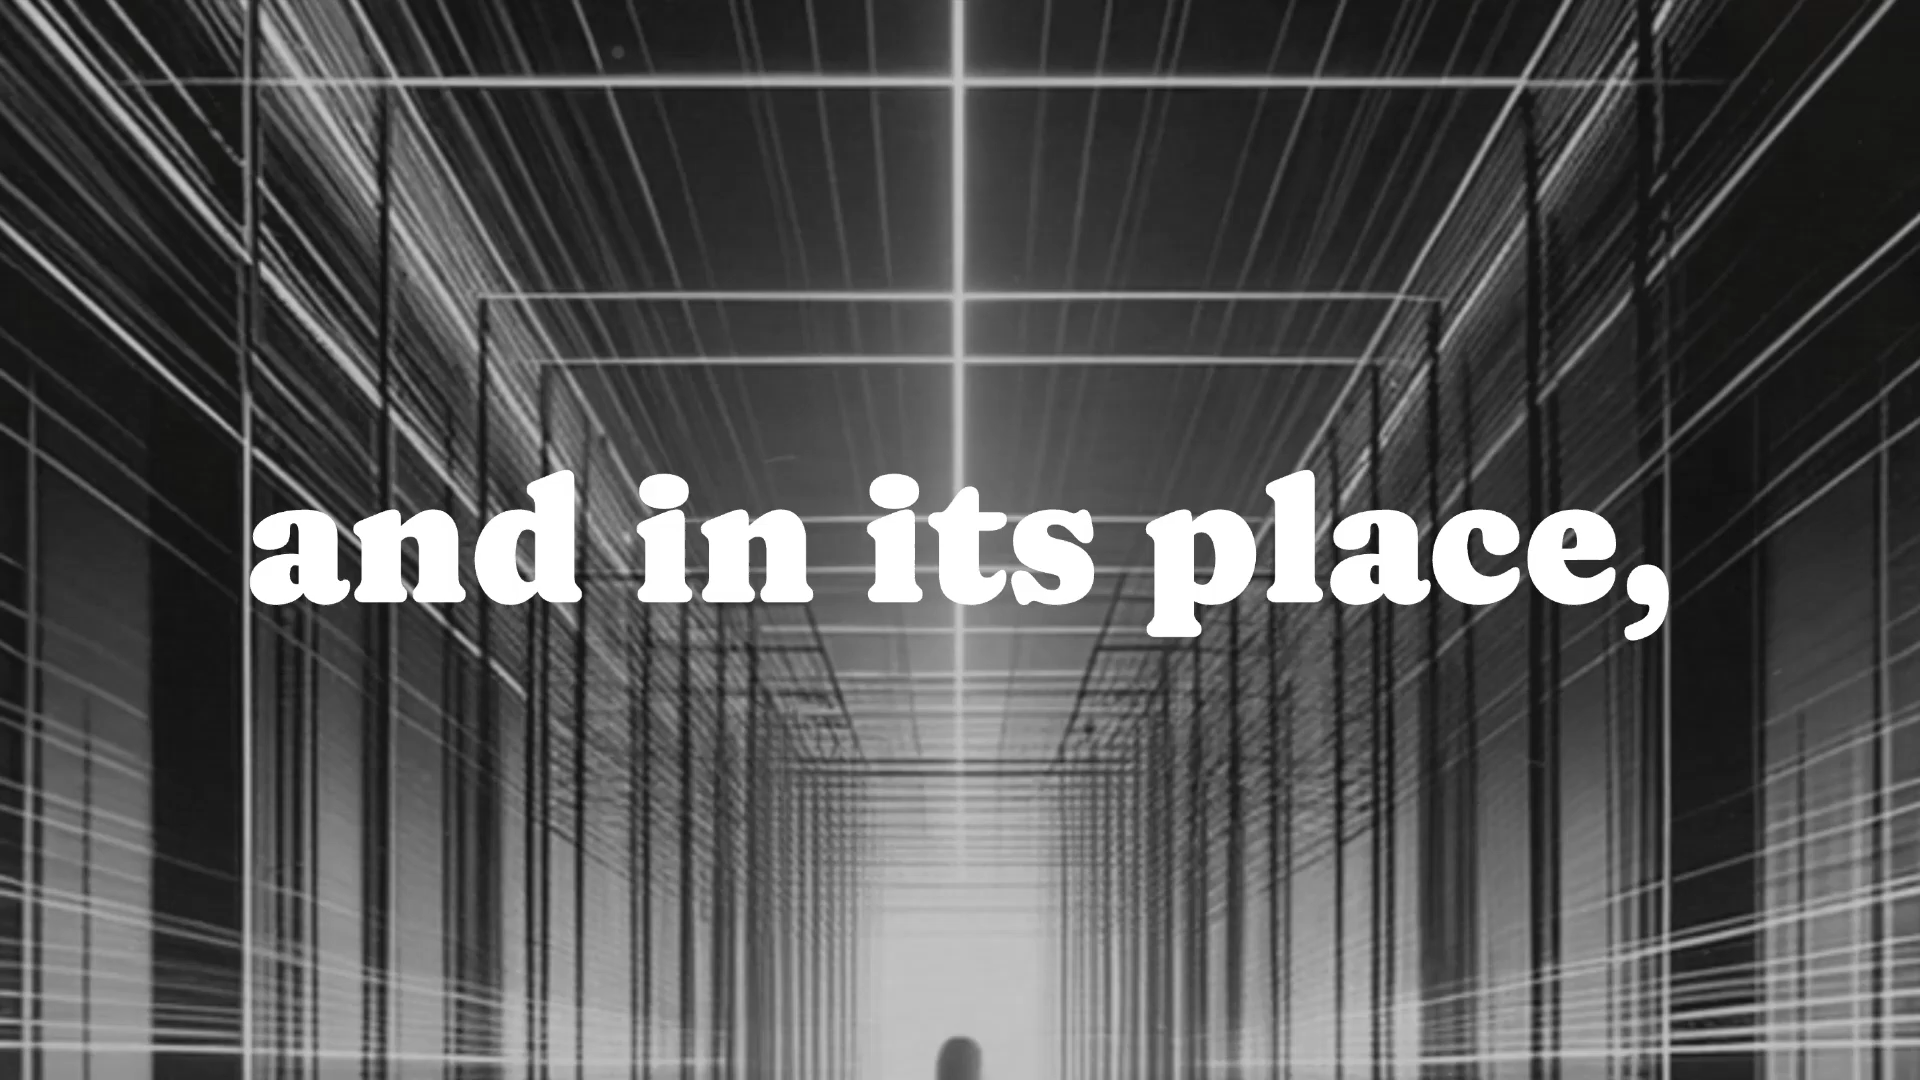 and in its place,